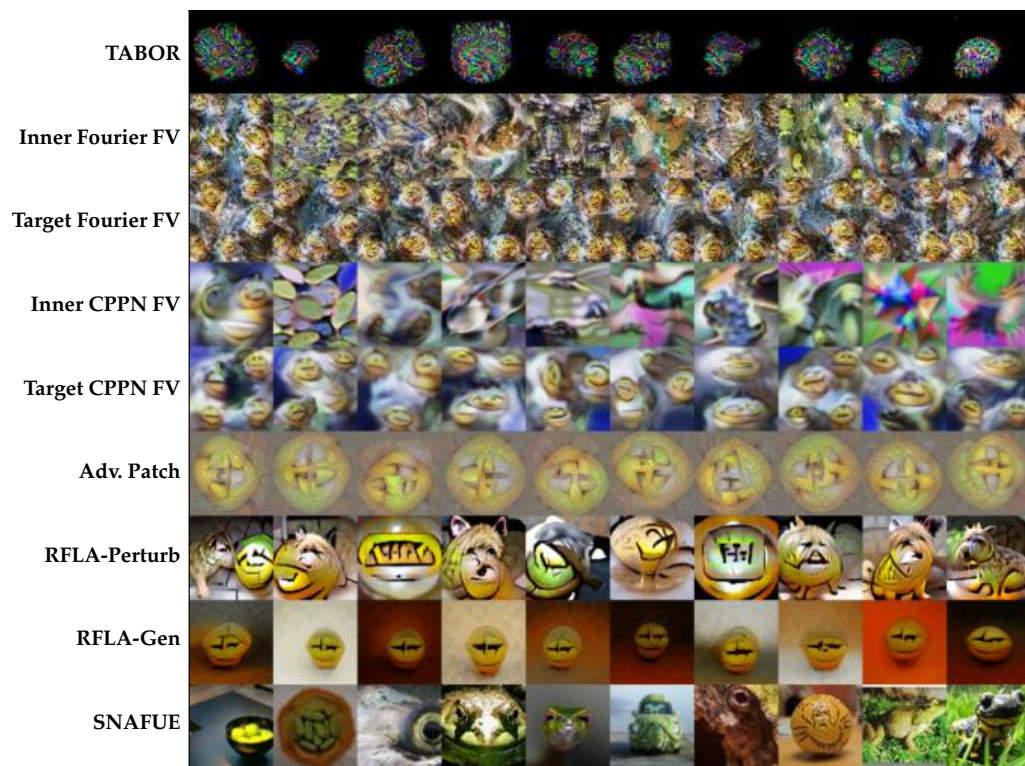 TABOR
Inner Fourier FV
Target Fourier FV
Inner CPPN FV
Target CPPN FV
Adv. Patch
RFLA-Perturb
RFLA-Gen
SNAFUE